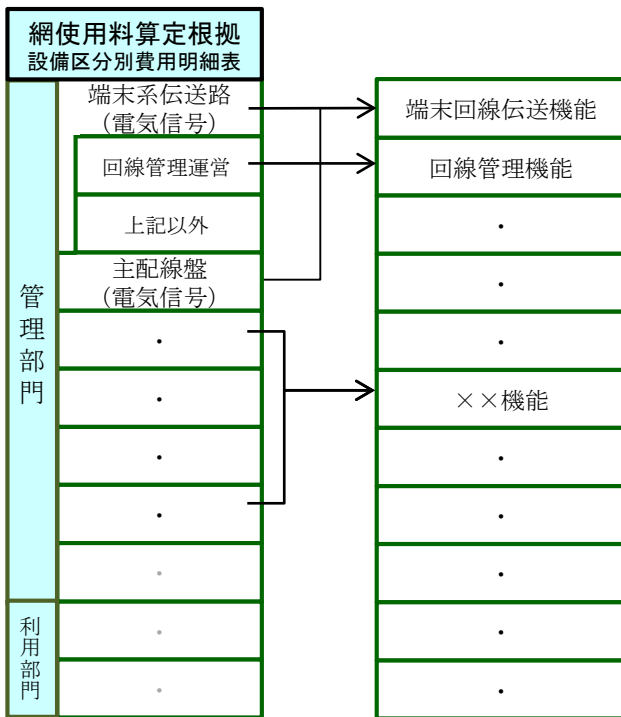 網使用料算定根拠
設備区分別費用明細表
管理部門
端末系伝送路
(電気信号)
回線管理運営
上記以外
主配線盤
(電気信号)
・
・
・
・
・
利用部門
・
・
端末回線伝送機能
回線管理機能
・
・
・
××機能
・
・
・
・
・